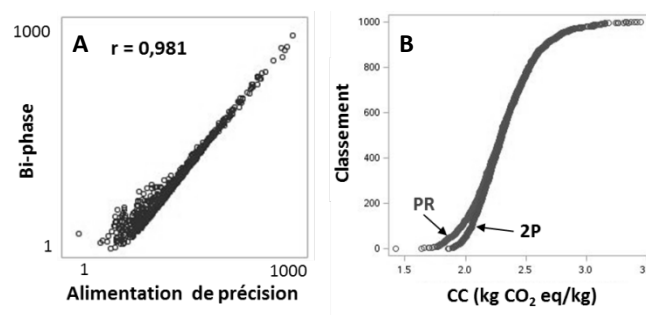 A
r = 0,981
1000
Bi-phase
1
1
1000
Alimentation de précision
B
1000
800
600
400
200
0
Classement
PR
2P
1.5
2.0
2.5
3.0
3
CC (kg CO₂ eq/kg)